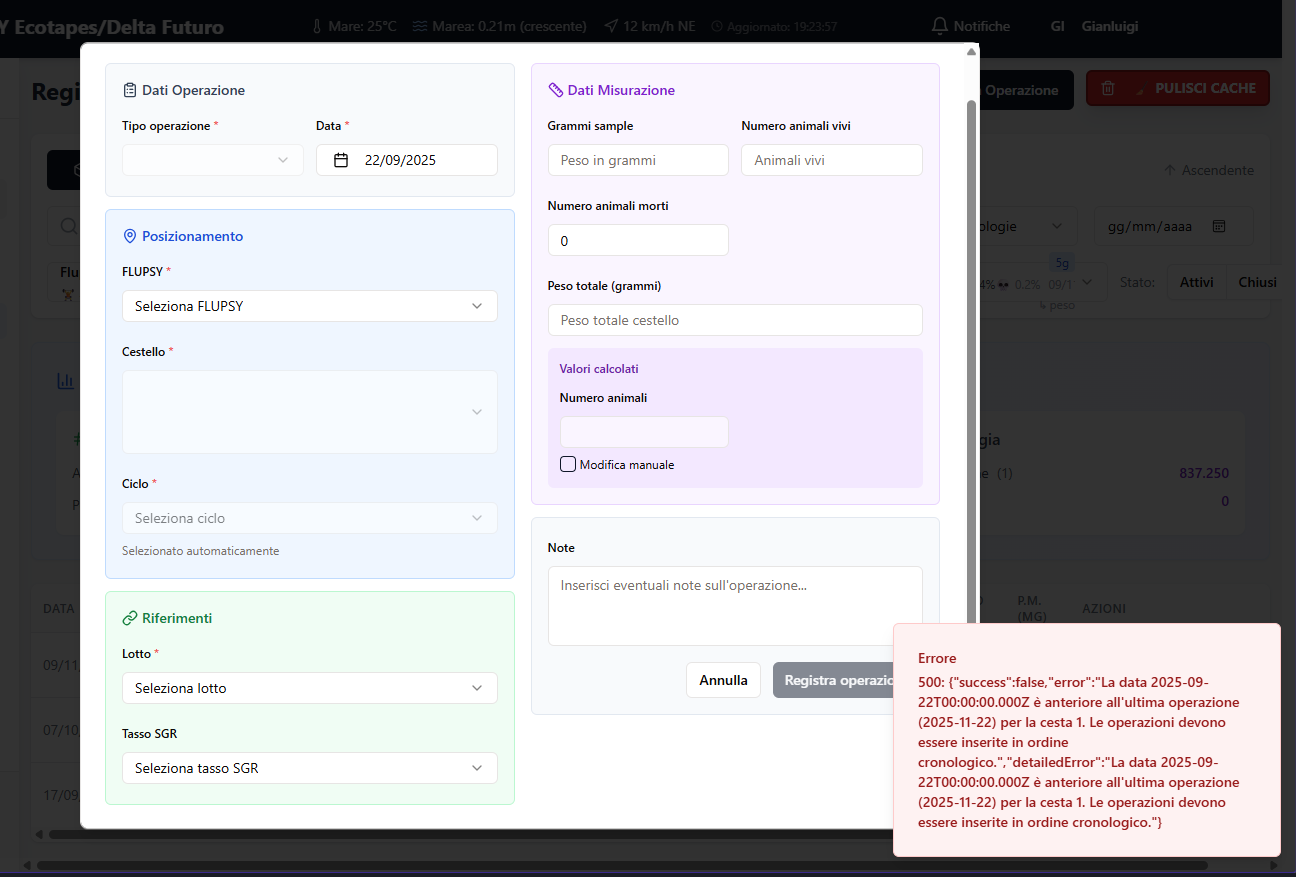 Y Ecotapes/Delta Futuro
Mare: 25°C
Marea: 0.21m (crescente)
12 km/h NE
Aggiornato: 19:23:57
Notifiche
GI
Gianluigi
Regi
Operazione
PULISCI CACHE
Ascendente
ologie
gg/mm/aaaa
Flu
5g
4%
0.2%
09/1
↳ peso
Stato:
Attivi
Chiusi
gia
ne (1)
837.250
0
DATA
P.M.
(MG)
AZIONI
09/11
07/10
17/09
Dati Operazione
Tipo operazione *
Data *
22/09/2025
Posizionamento
FLUPSY *
Seleziona FLUPSY
Cestello *
Ciclo *
Seleziona ciclo
Selezionato automaticamente
Riferimenti
Lotto *
Seleziona lotto
Tasso SGR
Seleziona tasso SGR
Dati Misurazione
Grammi sample
Numero animali vivi
Peso in grammi
Animali vivi
Numero animali morti
0
Peso totale (grammi)
Peso totale cestello
Valori calcolati
Numero animali
Modifica manuale
Note
Inserisci eventuali note sull'operazione...
Annulla
Registra operazio
Errore
500: {"success":false,"error":"La data 2025-09-
22T00:00:00.000Z è anteriore all'ultima operazione
(2025-11-22) per la cesta 1. Le operazioni devono
essere inserite in ordine
cronologico.","detailedError":"La data 2025-09-
22T00:00:00.000Z è anteriore all'ultima operazione
(2025-11-22) per la cesta 1. Le operazioni devono
essere inserite in ordine cronologico."}